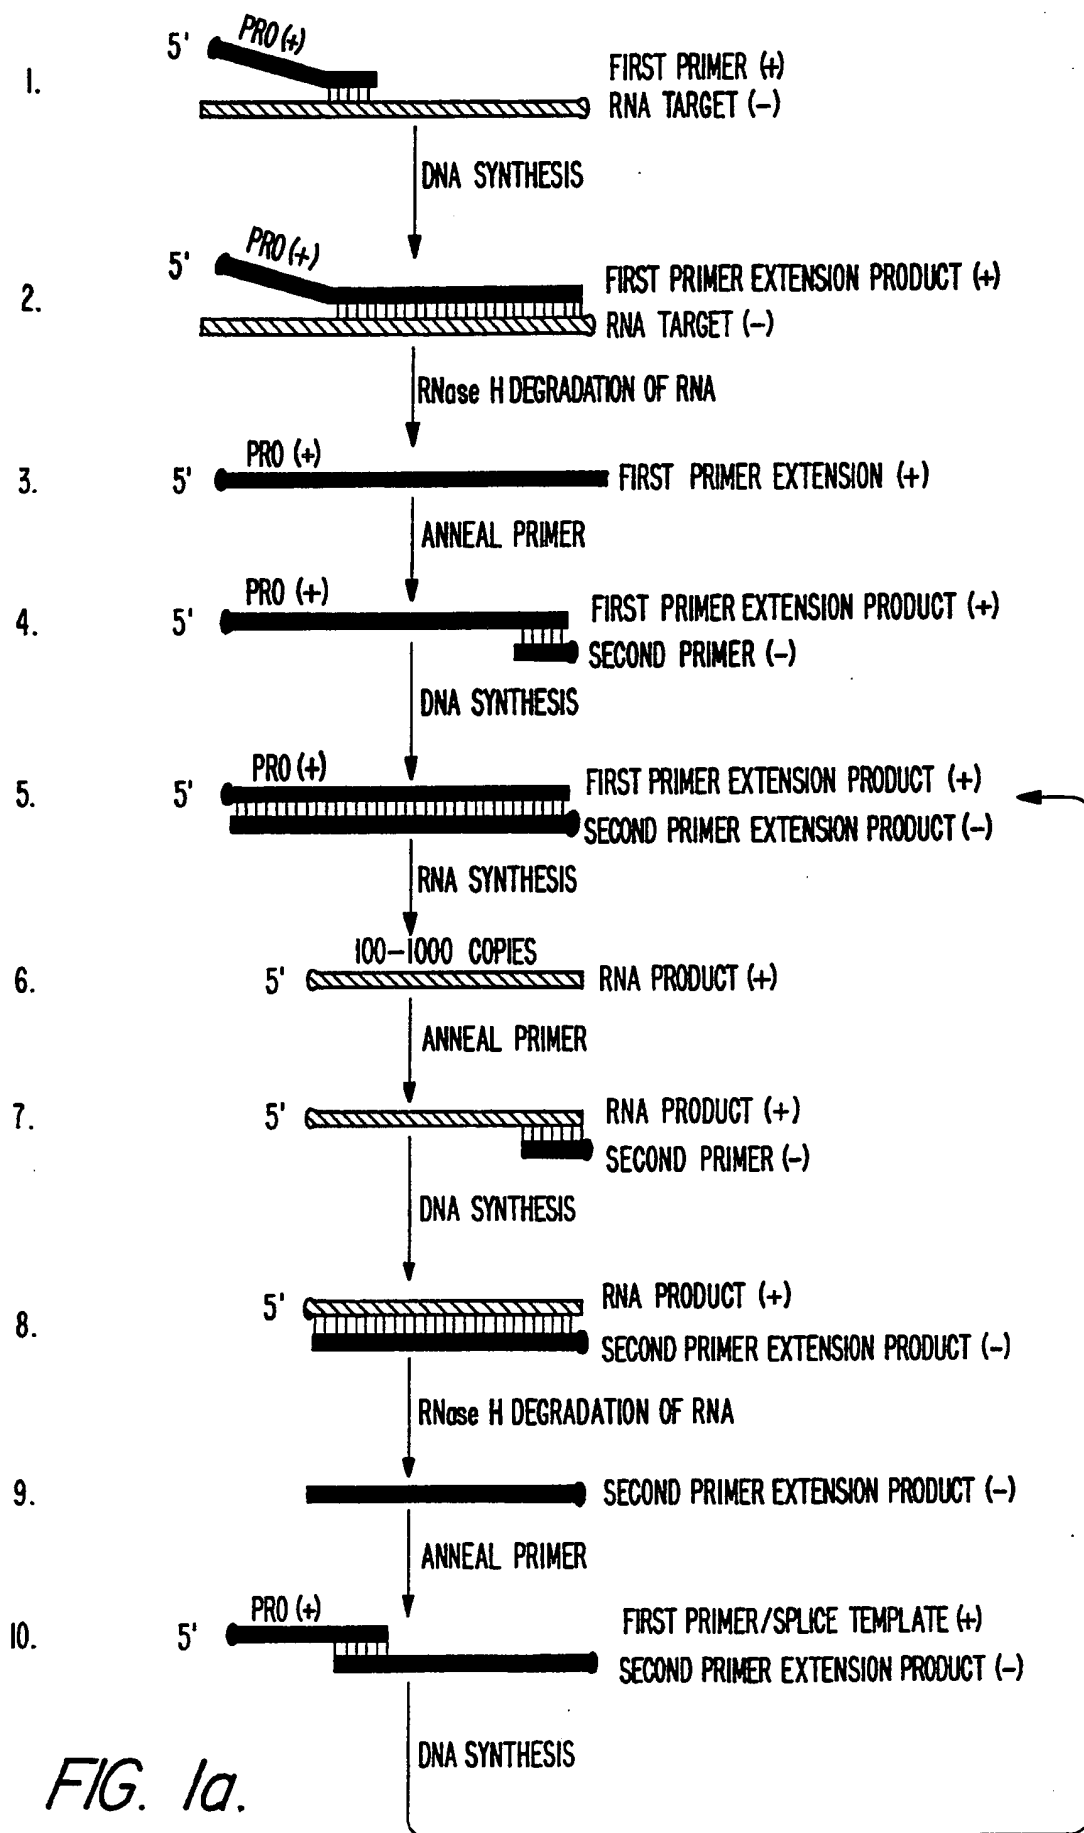 5' PRO (+)
1. FIRST PRIMER (+)
RNA TARGET (-)
DNA SYNTHESIS
5' PRO (+)
2. FIRST PRIMER EXTENSION PRODUCT (+)
RNA TARGET (-)
RNase H DEGRADATION OF RNA
PRO (+)
3. 5' FIRST PRIMER EXTENSION (+)
ANNEAL PRIMER
PRO (+)
4. 5' FIRST PRIMER EXTENSION PRODUCT (+)
SECOND PRIMER (-)
DNA SYNTHESIS
PRO (+)
5. 5' FIRST PRIMER EXTENSION PRODUCT (+)
SECOND PRIMER EXTENSION PRODUCT (-)
RNA SYNTHESIS
100-1000 COPIES
6. 5' RNA PRODUCT (+)
ANNEAL PRIMER
7. 5' RNA PRODUCT (+)
SECOND PRIMER (-)
DNA SYNTHESIS
5' RNA PRODUCT (+)
8. SECOND PRIMER EXTENSION PRODUCT (-)
RNase H DEGRADATION OF RNA
9. SECOND PRIMER EXTENSION PRODUCT (-)
ANNEAL PRIMER
PRO (+)
10. 5' FIRST PRIMER/SPLICE TEMPLATE (+)
SECOND PRIMER EXTENSION PRODUCT (-)
DNA SYNTHESIS
FIG. 1a.